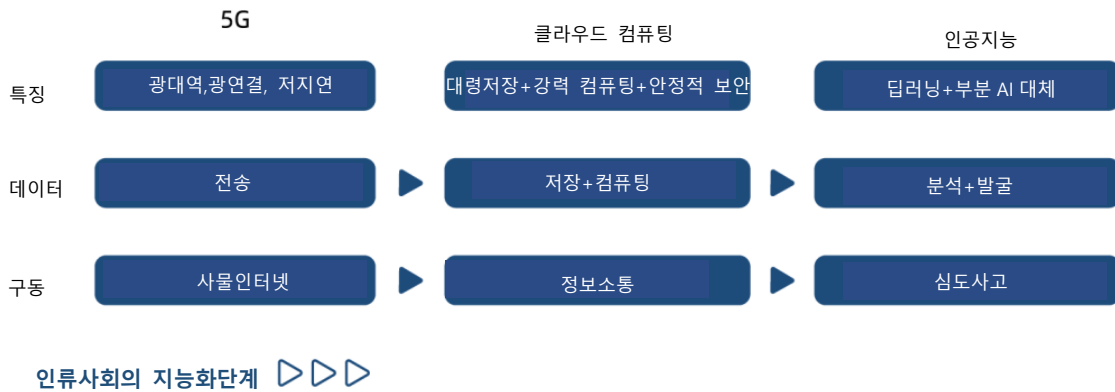 5G
클라우드 컴퓨팅
인공지능
특징
광대역,광연결, 저지연
대령저장+강력 컴퓨팅+안정적 보안
딥러닝+부분 AI 대체
데이터
전송
저장+컴퓨팅
분석+발굴
구동
사물인터넷
정보소통
심도사고
인류사회의 지능화단계